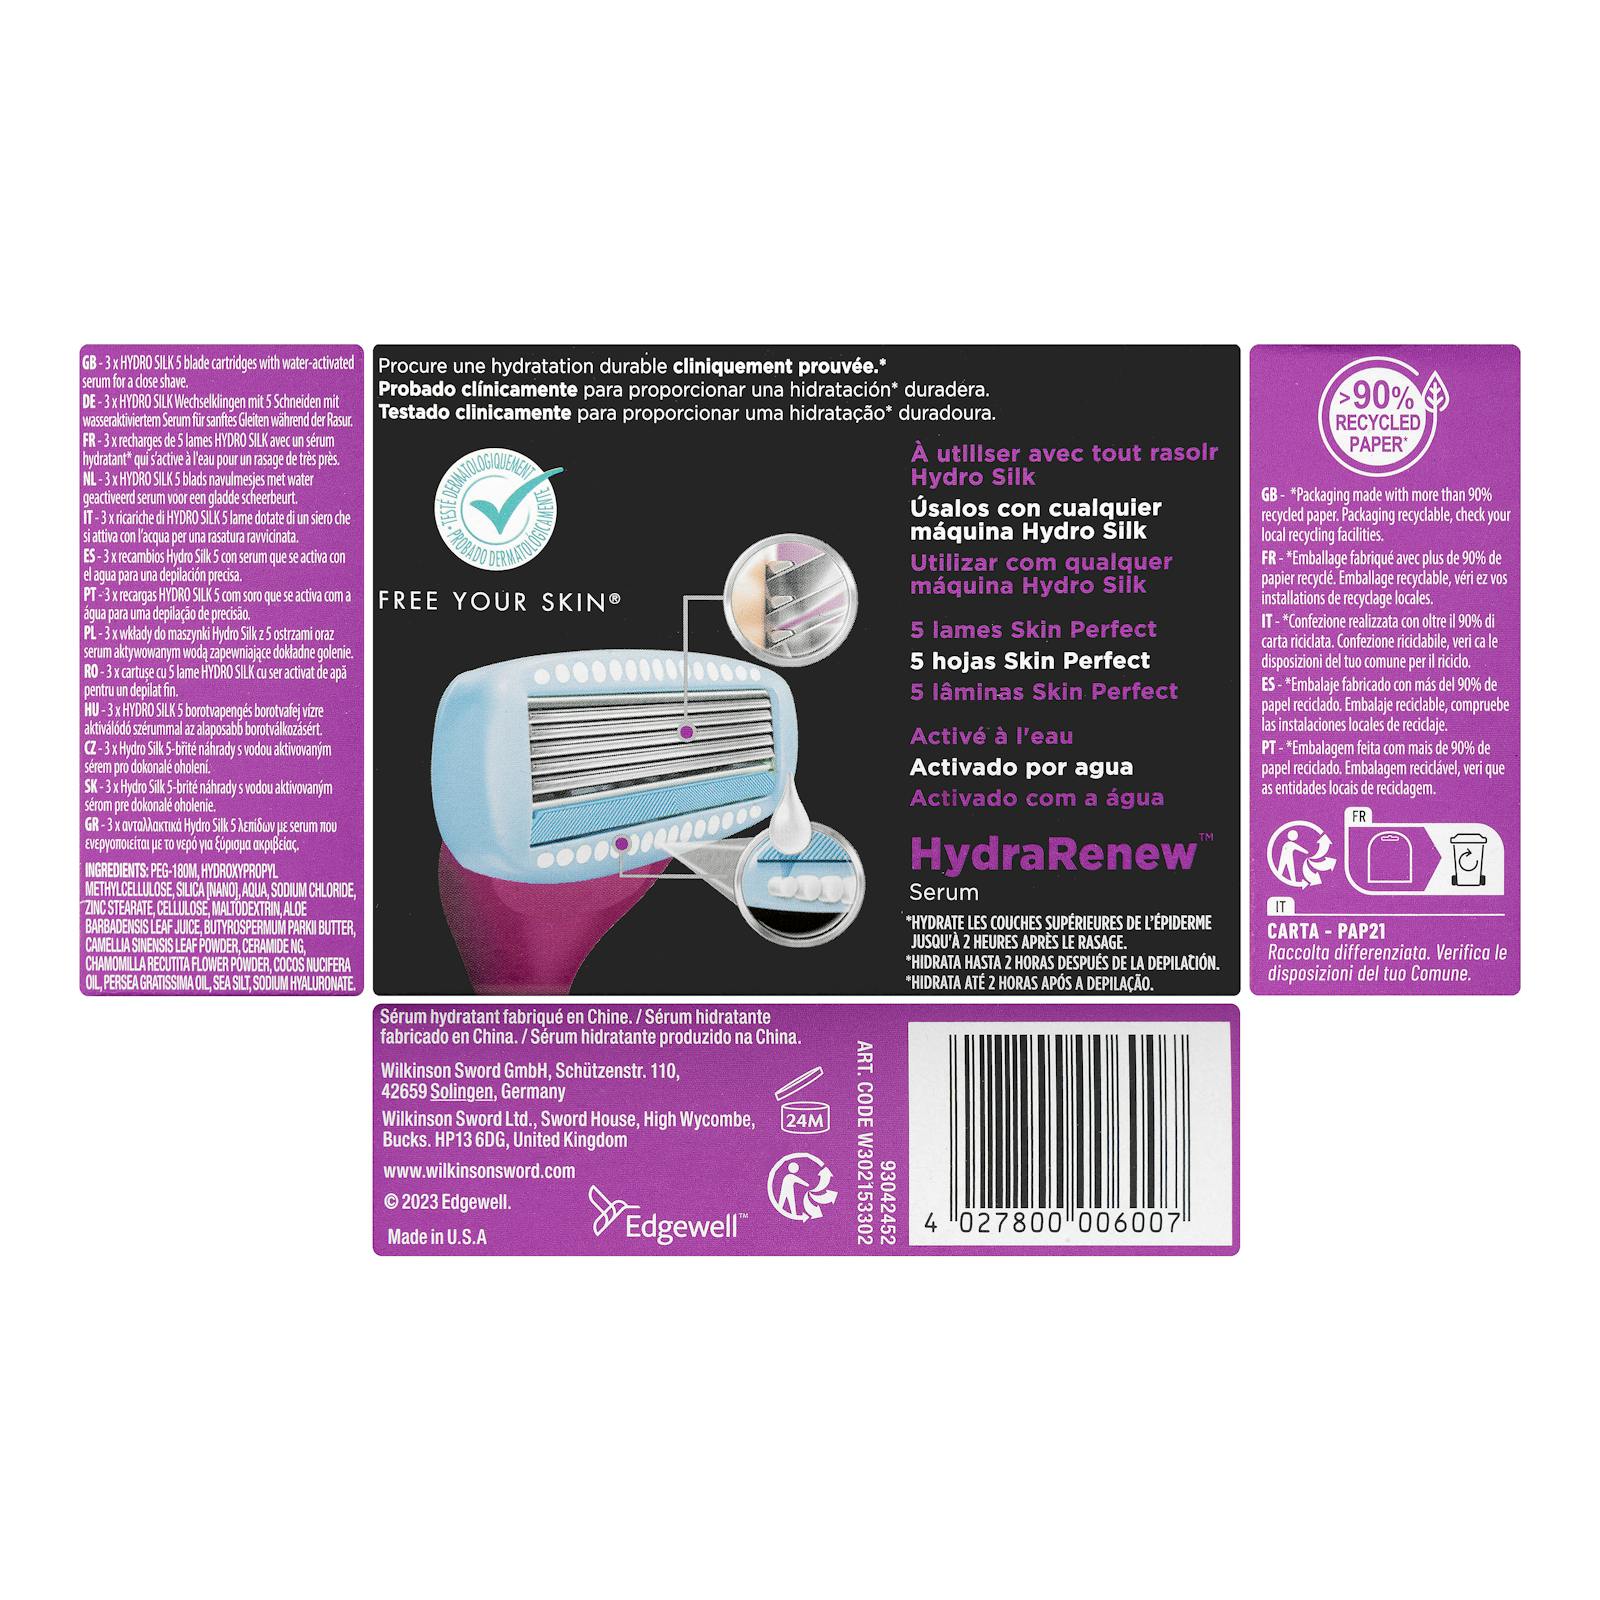 GB - 3 x HYDRO SILK 5 blade cartridges with water-activated
serum for a close shave.
DE - 3 x HYDRO SILK Wechselklingen mit 5 Schneiden mit
wasseraktiviertem Serum für sanftes Gleiten während der Rasur.
FR - 3 x recharges de 5 lames HYDRO SILK avec un sérum
hydratant* qui s'active à l'eau pour un rasage de très près.
NL - 3 x HYDRO SILK 5 blads navulmesjes met water
geactiveerd serum voor een gladde scheerbeurt.
IT - 3 x ricariche di HYDRO SILK 5 lame dotate di un siero che
si attiva con l'acqua per una rasatura ravvicinata.
ES - 3 x recambios Hydro Silk 5 con serum que se activa con
el agua para una depilación precisa.
PT -3 x recargas HYDRO SILK 5 com soro que se activa com a
água para uma depilação de precisão.
PL - 3 x wkłady do maszynki Hydro Silk z 5 ostrzami oraz
serum aktywowanym wodą zapewniające dokładne golenie.
RO - 3 x cartușe cu 5 lame HYDRO SILK cu ser activat de apă
pentru un depilat fin.
HU - 3 x HYDRO SILK 5 borotvapengés borotvafej vízre
aktiválódó szérummal az alaposabb borotválkozásért.
CZ - 3 x Hydro Silk 5-břité náhrady s vodou aktivovaným
sérem pro dokonalé oholení.
SK - 3 x Hydro Silk 5-brité náhrady s vodou aktivovaným
sérom pre dokonalé oholenie.
GR - 3 x ανταλλακτικά Hydro Silk 5 λεπίδων με serum που
ενεργοποιείται με το νερό για ξύρισμα ακριβείας.
INGREDIENTS: PEG-180M, HYDROXYPROPYL
METHYLCELLULOSE, SILICA [NANO], AQUA, SODIUM CHLORIDE,
ZINC STEARATE, CELLULOSE, MALTODEXTRIN, ALOE
BARBADENSIS LEAF JUICE, BUTYROSPERMUM PARKII BUTTER,
CAMELLIA SINENSIS LEAF POWDER, CERAMIDE NG,
CHAMOMILLA RECUTITA FLOWER POWDER, COCOS NUCIFERA
OIL, PERSEA GRATISSIMA OIL, SEA SILT, SODIUM HYALURONATE.
Procure une hydratation durable cliniquement prouvée.*
Probado clínicamente para proporcionar una hidratación* duradera.
Testado clinicamente para proporcionar uma hidratação* duradoura.
TESTÉ DERMATOLOGIQUEMENT
PROBADO DERMATOLÓGICAMENTE
FREE YOUR SKIN®
À utiliser avec tout rasoir
Hydro Silk
Úsalos con cualquier
máquina Hydro Silk
Utilizar com qualquer
máquina Hydro Silk
5 lames Skin Perfect
5 hojas Skin Perfect
5 lâminas Skin Perfect
Activé à l'eau
Activado por agua
Activado com a água
HydraRenew™
Serum
*HYDRATE LES COUCHES SUPÉRIEURES DE L'ÉPIDERME
JUSQU'À 2 HEURES APRÈS LE RASAGE.
*HIDRATA HASTA 2 HORAS DESPUÉS DE LA DEPILACIÓN.
*HIDRATA ATÉ 2 HORAS APÓS A DEPILAÇÃO.
>90%
RECYCLED
PAPER*
GB - *Packaging made with more than 90%
recycled paper. Packaging recyclable, check your
local recycling facilities.
FR - *Emballage fabriqué avec plus de 90% de
papier recyclé. Emballage recyclable, véri ez vos
installations de recyclage locales.
IT - *Confezione realizzata con oltre il 90% di
carta riciclata. Confezione riciclabile, veri ca le
disposizioni del tuo comune per il riciclo.
ES - *Embalaje fabricado con más del 90% de
papel reciclado. Embalaje reciclable, compruebe
las instalaciones locales de reciclaje.
PT - *Embalagem feita com mais de 90% de
papel reciclado. Embalagem reciclável, veri que
as entidades locais de reciclagem.
FR
IT
CARTA - PAP21
Raccolta differenziata. Verifica le
disposizioni del tuo Comune.
Sérum hydratant fabriqué en Chine. / Sérum hidratante
fabricado en China. / Sérum hidratante produzido na China.
Wilkinson Sword GmbH, Schützenstr. 110,
42659 Solingen, Germany
Wilkinson Sword Ltd., Sword House, High Wycombe,
Bucks. HP13 6DG, United Kingdom
www.wilkinsonsword.com
© 2023 Edgewell.
Made in U.S.A
Edgewell™
24M
ART. CODE W302153302
93042452
4 027800 006007